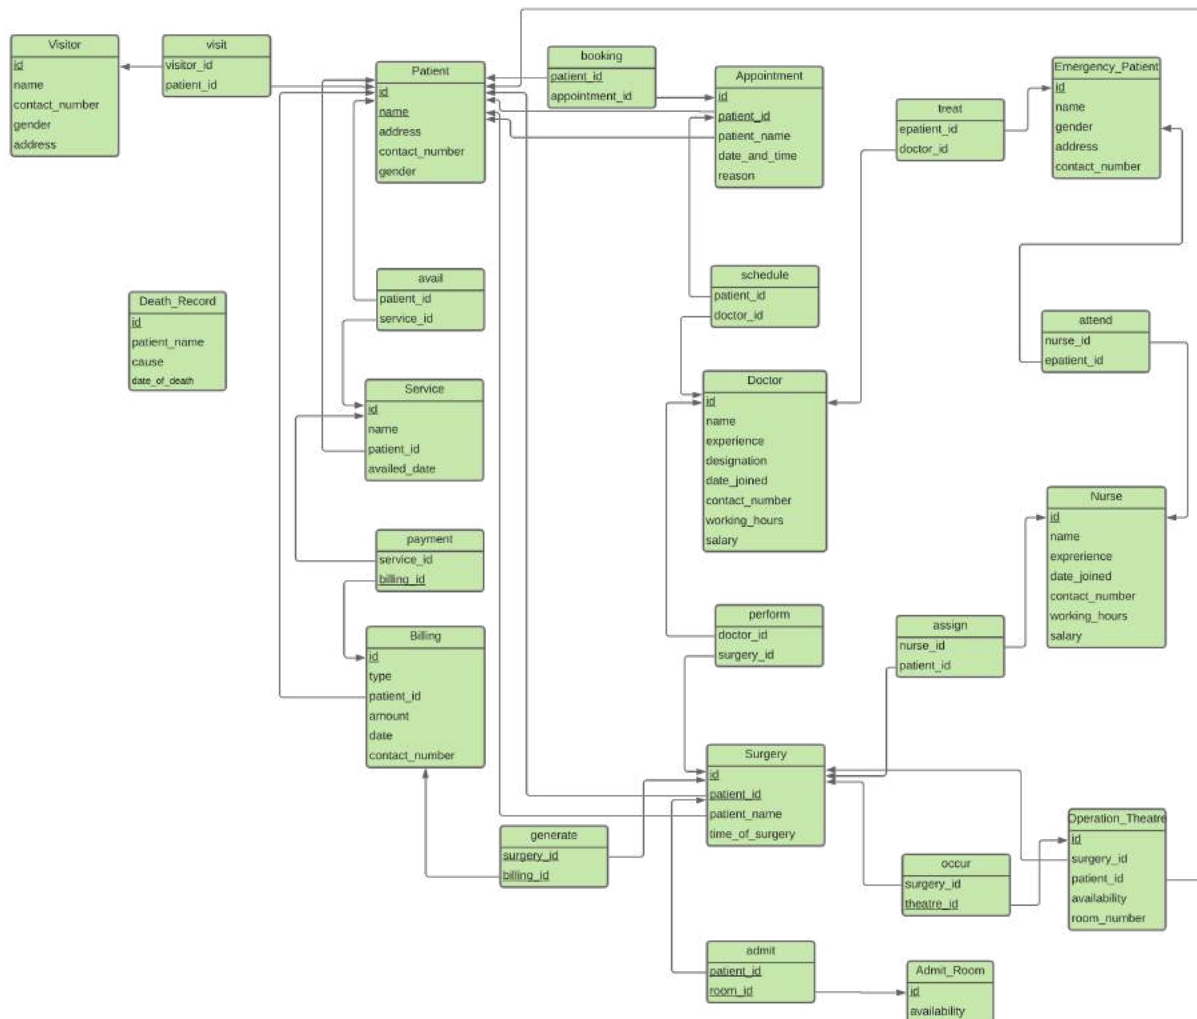 Visitor
id
name
contact_number
gender
address
visit
visitor_id
patient_id
Patient
id
name
address
contact_number
gender
booking
patient_id
appointment_id
Appointment
id
patient_id
patient_name
date_and_time
reason
treat
epatient_id
doctor_id
Emergency_Patient
id
name
gender
address
contact_number
Death_Record
id
patient_name
cause
date_of_death
avail
patient_id
service_id
schedule
patient_id
doctor_id
attend
nurse_id
epatient_id
Service
id
name
patient_id
availed_date
Doctor
id
name
experience
designation
date_joined
contact_number
working_hours
salary
Nurse
id
name
exprerience
date_joined
contact_number
working_hours
salary
payment
service_id
billing_id
perform
doctor_id
surgery_id
assign
nurse_id
patient_id
Billing
id
type
patient_id
amount
date
contact_number
Surgery
id
patient_id
patient_name
time_of_surgery
generate
surgery_id
billing_id
occur
surgery_id
theatre_id
Operation_Theatre
id
surgery_id
patient_id
availability
room_number
admit
patient_id
room_id
Admit_Room
id
availability